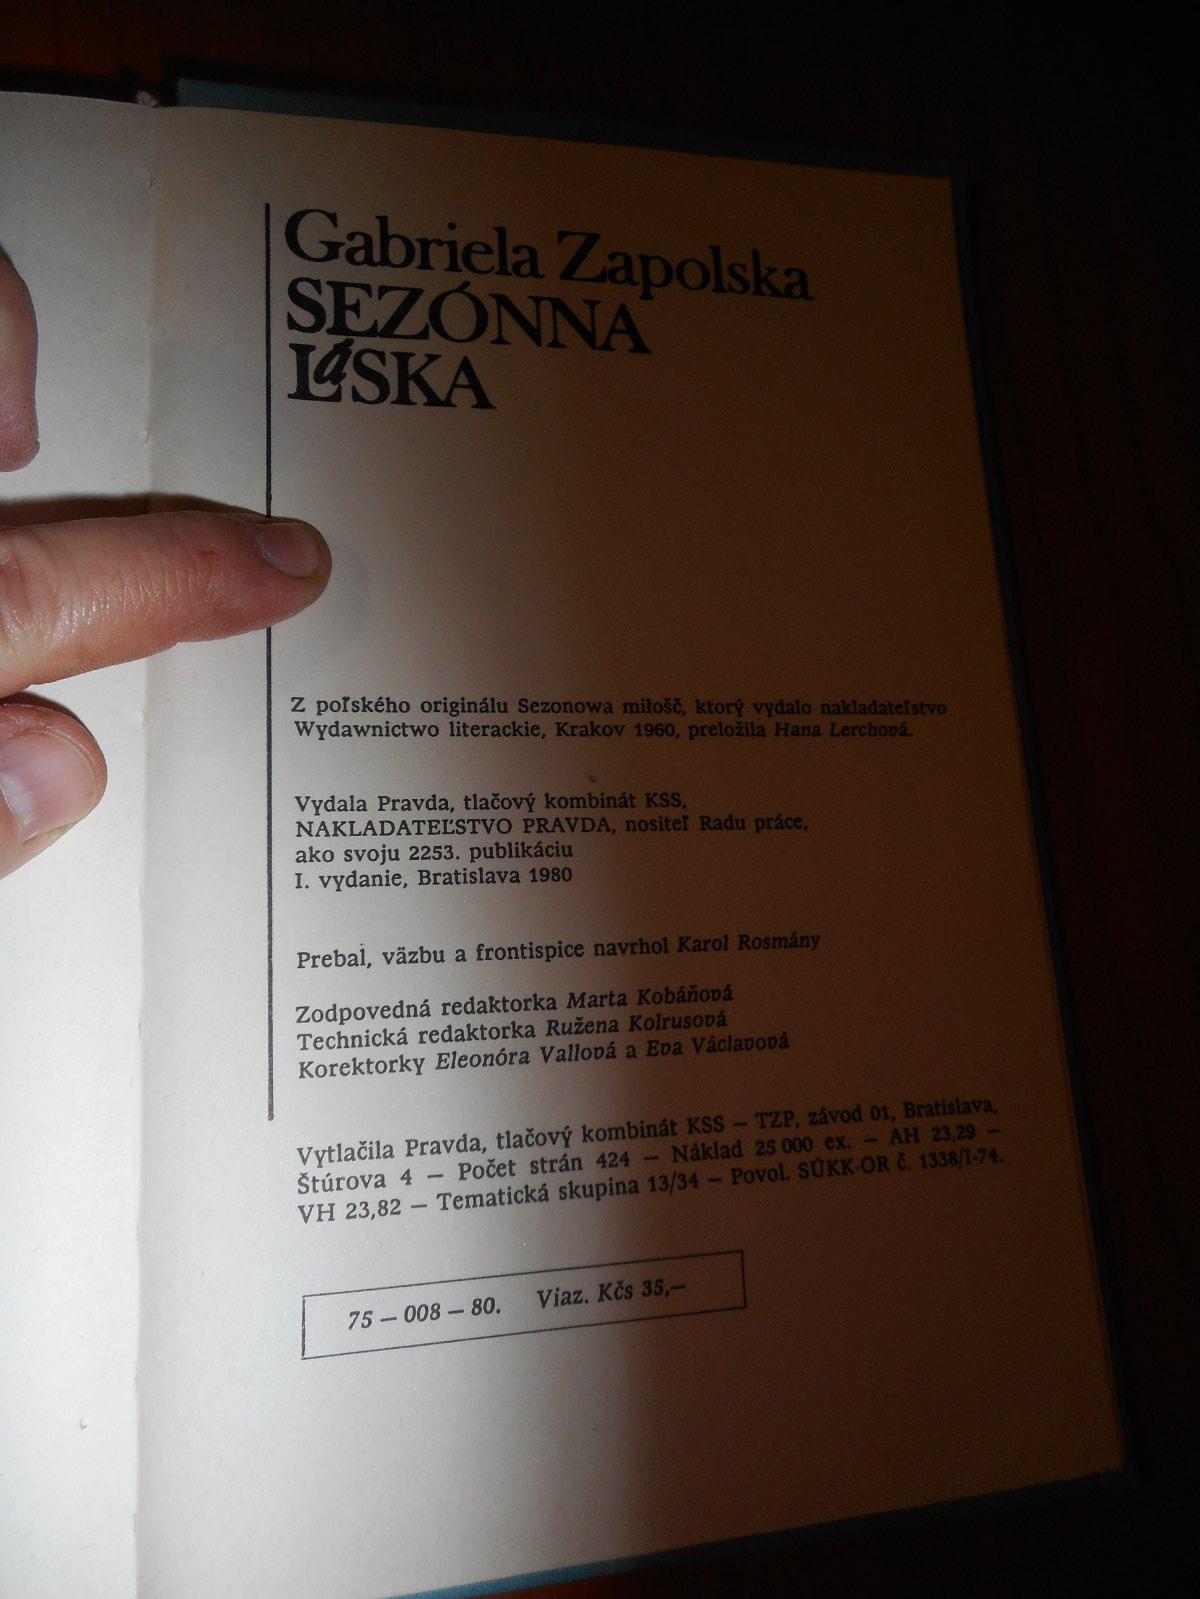 Gabriela Zapolska
SEZÓNNA
LáSKA
Z poľského originálu Sezonowa miłośč, ktorý vydalo nakladateľstvo
Wydawnictwo literackie, Krakov 1960, preložila Hana Lerchová.
Vydala Pravda, tlačový kombinát KSS,
NAKLADATEĽSTVO PRAVDA, nositeľ Radu práce,
ako svoju 2253. publikáciu
I. vydanie, Bratislava 1980
Prebal, väzbu a frontispice navrhol Karol Rosmány
Zodpovedná redaktorka Marta Kobáňová
Technická redaktorka Ružena Kolrusová
Korektorky Eleonóra Vallová a Eva Václavová
Vytlačila Pravda, tlačový kombinát KSS — TZP, závod 01, Bratislava,
Štúrova 4 — Počet strán 424 — Náklad 25 000 ex. — AH 23,29 —
VH 23,82 — Tematická skupina 13/34 — Povol. SÚKK-OR č. 1338/I-74.
75 — 008 — 80. Viaz. Kčs 35,—